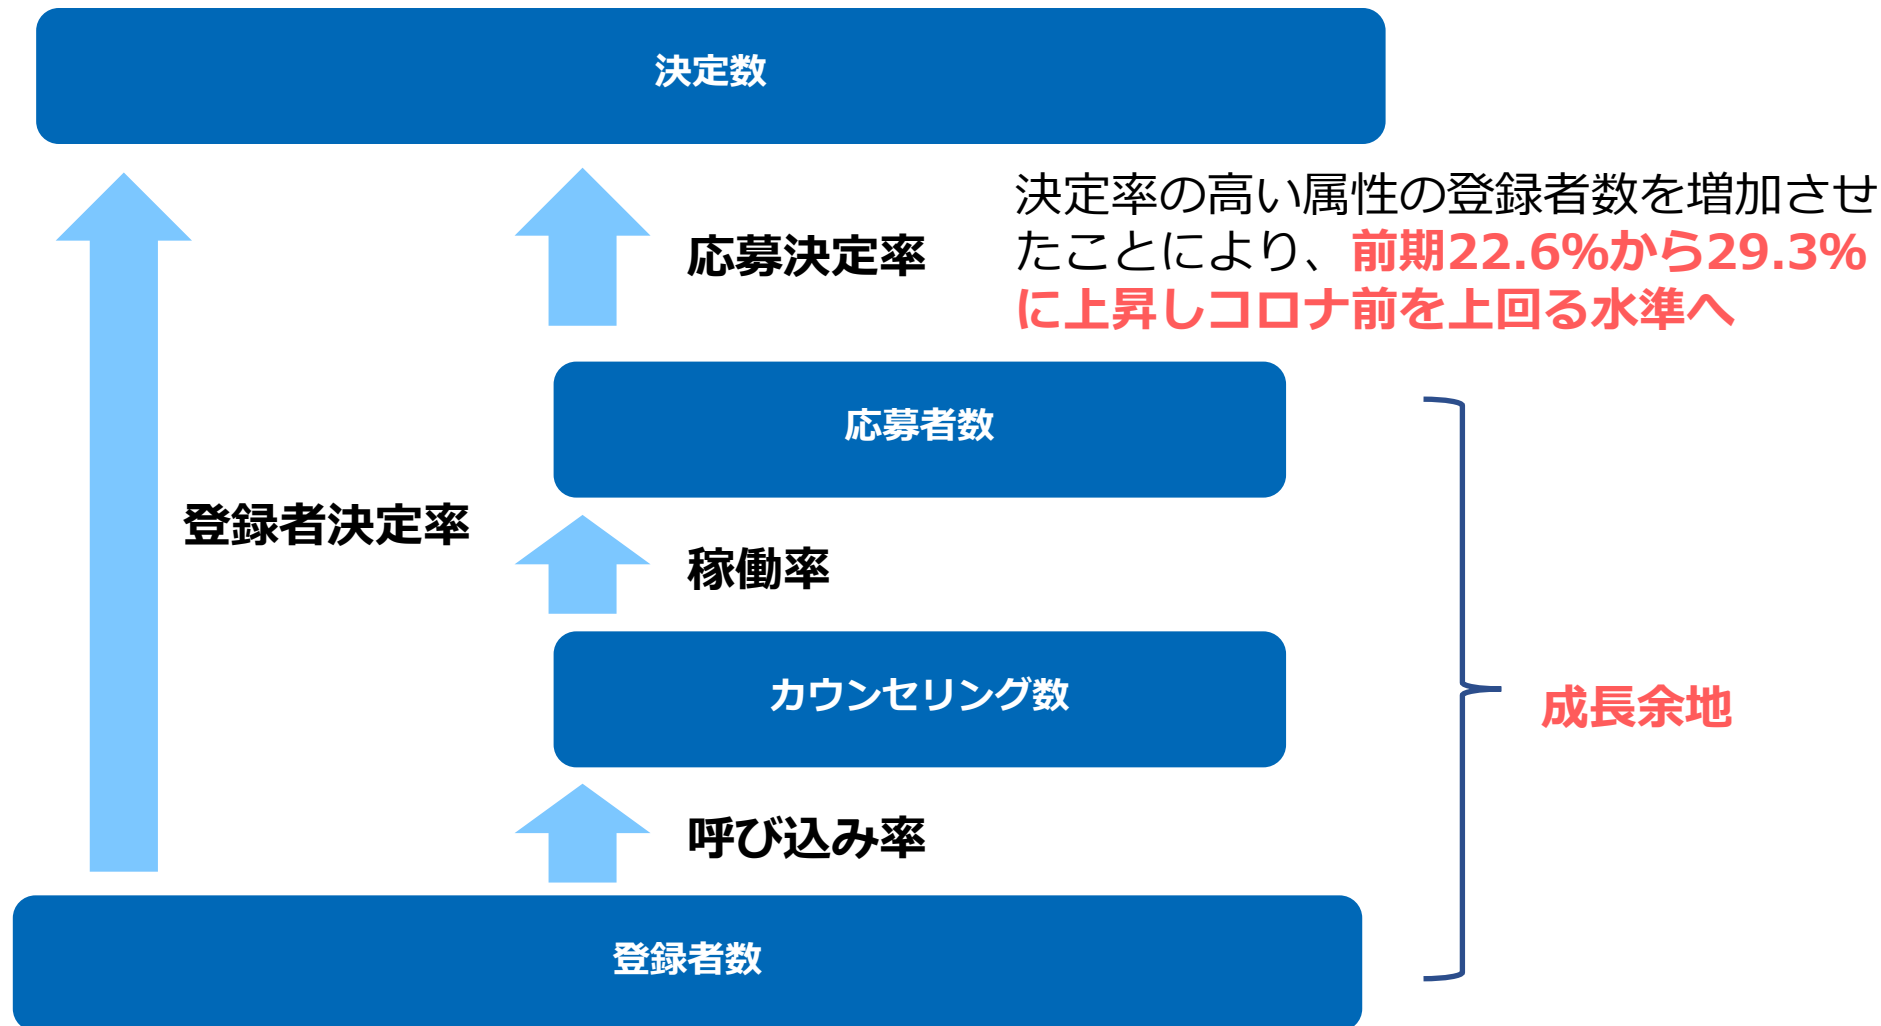 決定数
決定率の高い属性の登録者数を増加させ
たことにより、前期22.6%から29.3%
に上昇しコロナ前を上回る水準へ
応募決定率
応募者数
登録者決定率
稼働率
カウンセリング数
成長余地
呼び込み率
登録者数